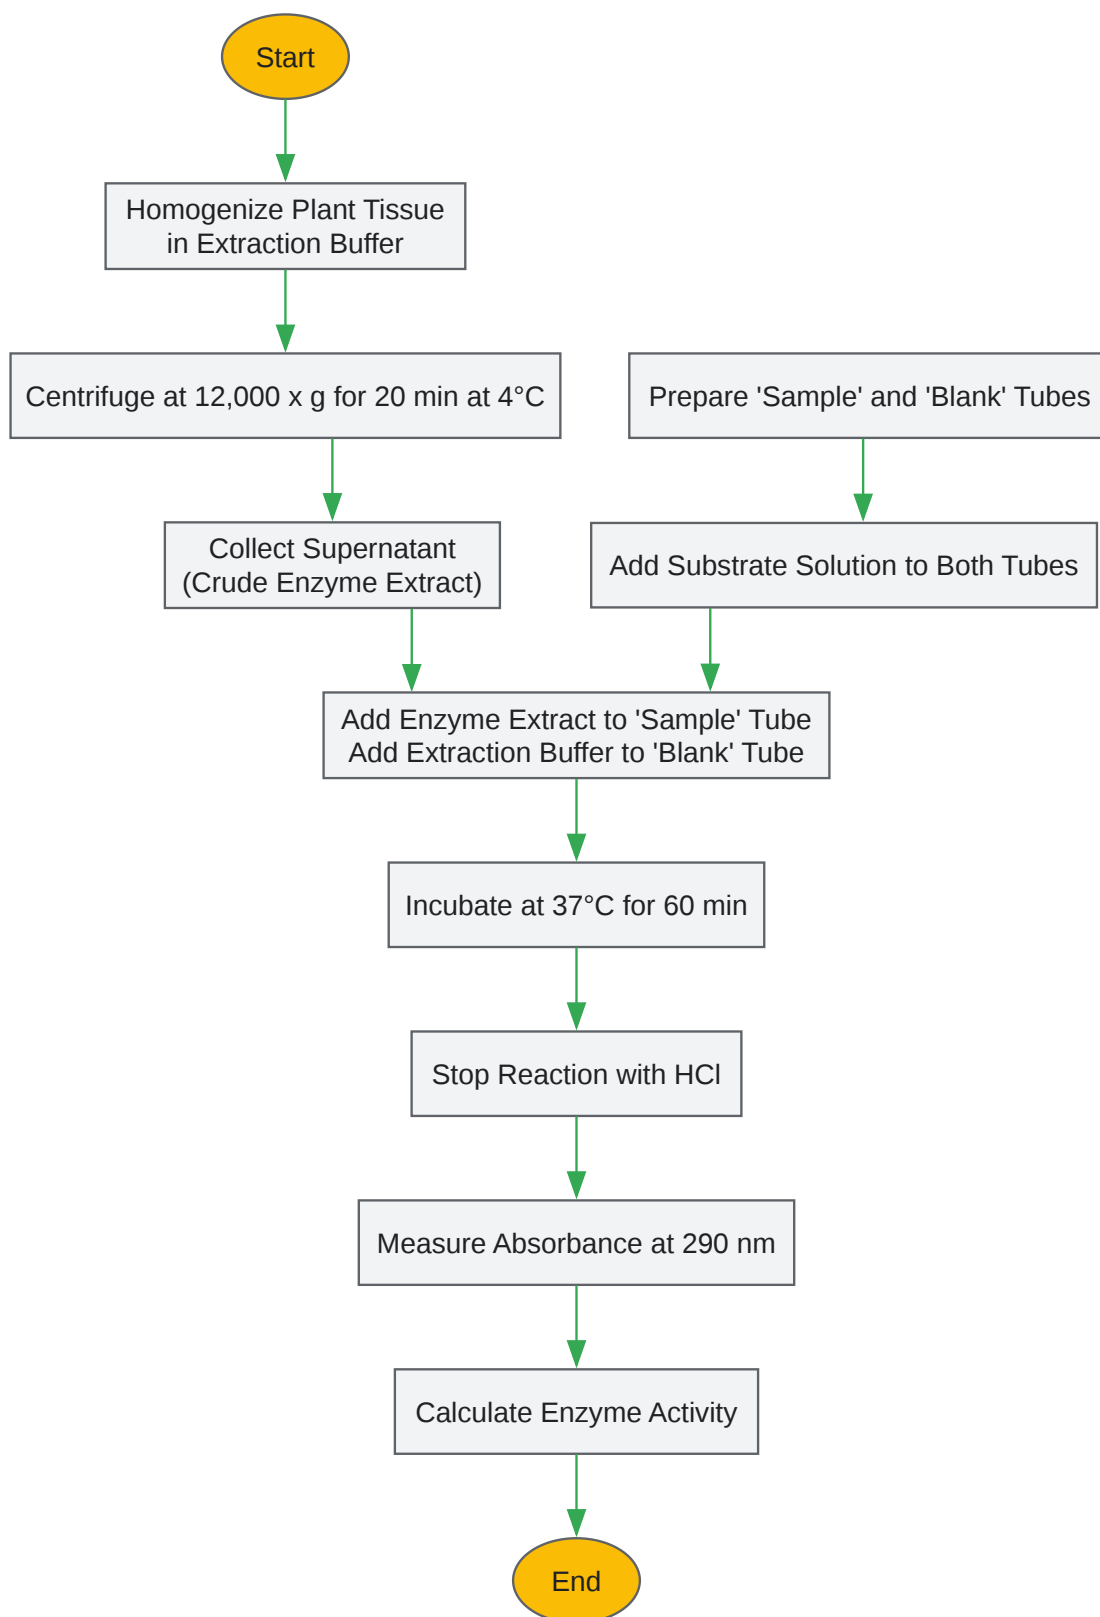 Start
Homogenize Plant Tissue
in Extraction Buffer
Centrifuge at 12,000 x g for 20 min at 4°C
Prepare 'Sample' and 'Blank' Tubes
Collect Supernatant
(Crude Enzyme Extract)
Add Substrate Solution to Both Tubes
Add Enzyme Extract to 'Sample' Tube
Add Extraction Buffer to 'Blank' Tube
Incubate at 37°C for 60 min
Stop Reaction with HCl
Measure Absorbance at 290 nm
Calculate Enzyme Activity
End